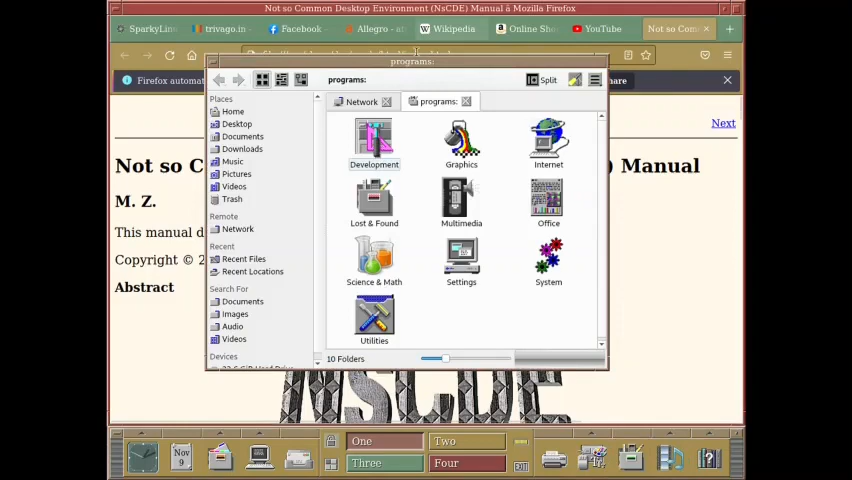 Not so Common Desktop Environment (NsCDE) Manual â Mozilla Firefox
SparkyLin
trivago.in
Facebook
Allegro - at
Wikipedia
Online Sho
YouTube
Not so Com
Firefox automat
hare
programs:
programs:
Split
Network
programs:
Places
Home
Desktop
Documents
Downloads
Music
Pictures
Videos
Trash
Remote
Network
Recent
Recent Files
Recent Locations
Search For
Documents
Images
Audio
Videos
Devices
Development
Graphics
Internet
Lost & Found
Multimedia
Office
Science & Math
Settings
System
Utilities
10 Folders
Next
Not so C
) Manual
M. Z.
This manual d
Copyright © 2
Abstract
NSCDE
Nov
9
One
Two
Three
Four